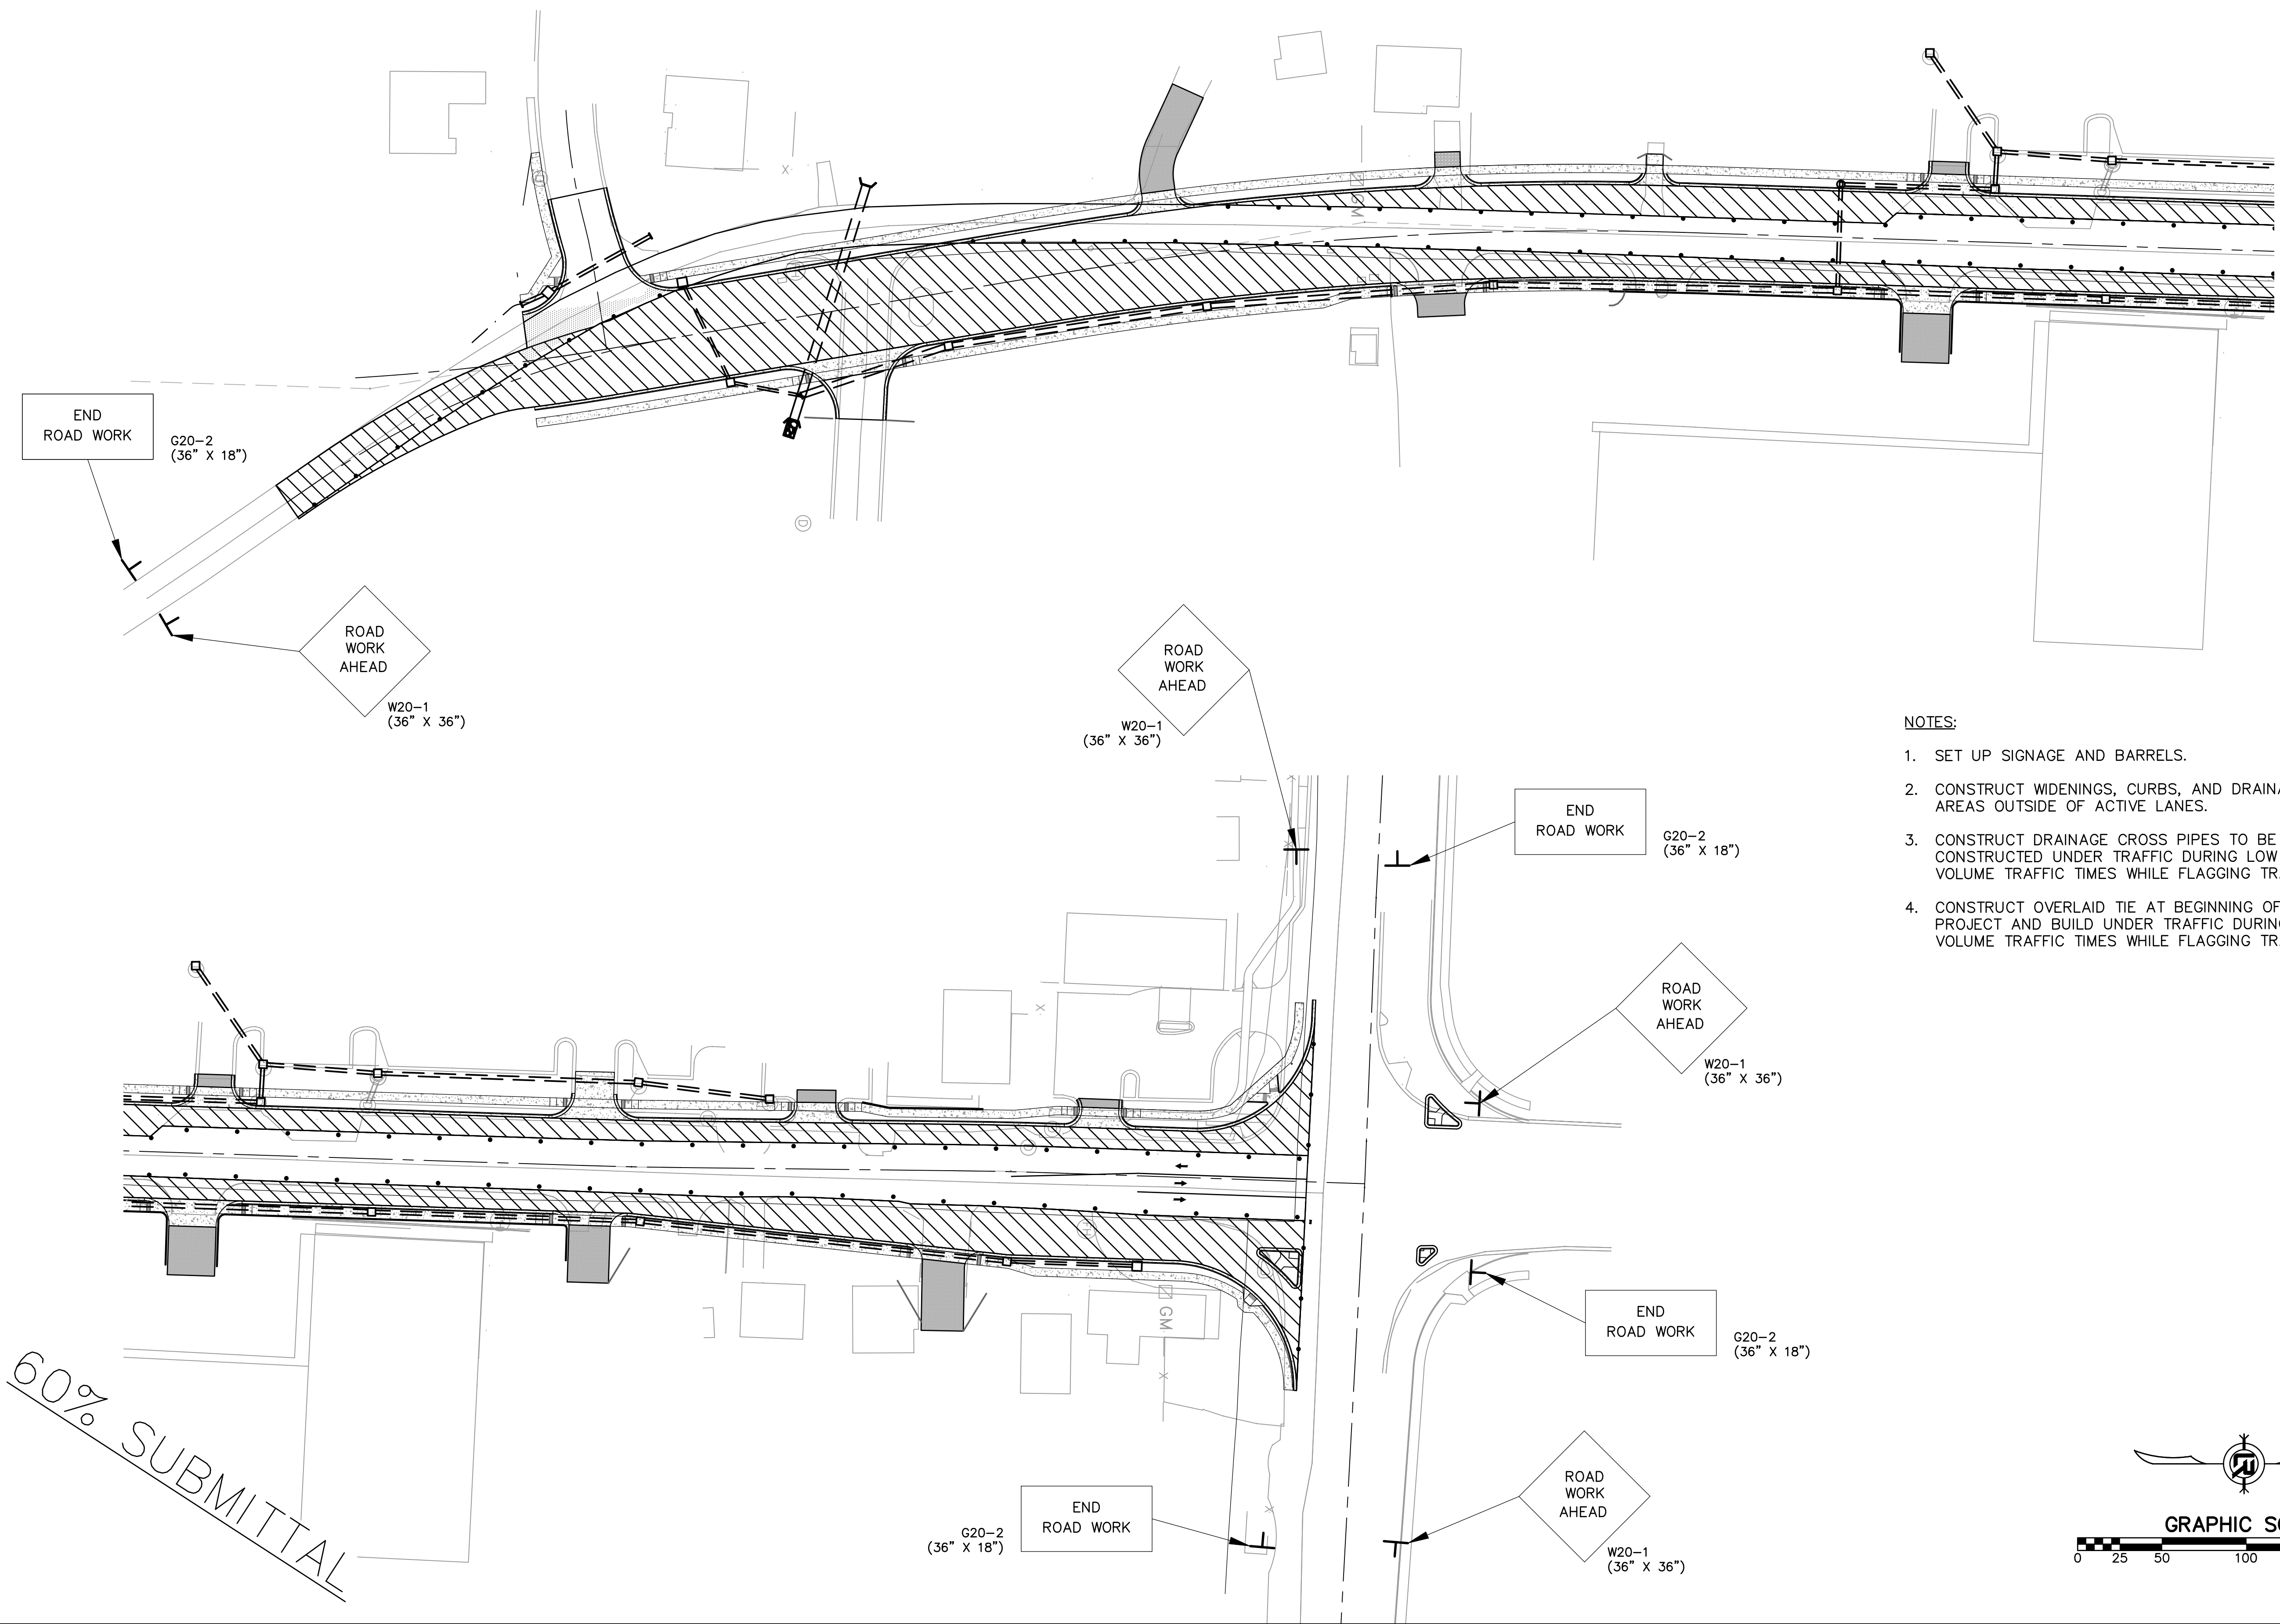 END
ROAD WORK
G20-2
(36" X 18")
ROAD
WORK
AHEAD
W20-1
(36" X 36")
ROAD
WORK
AHEAD
W20-1
(36" X 36")
GM
END
ROAD WORK
G20-2
(36" X 18")
ROAD
WORK
AHEAD
W20-1
(36" X 36")
NOTES:
1. SET UP SIGNAGE AND BARRELS.
2. CONSTRUCT WIDENINGS, CURBS, AND DRAINA
AREAS OUTSIDE OF ACTIVE LANES.
3. CONSTRUCT DRAINAGE CROSS PIPES TO BE
CONSTRUCTED UNDER TRAFFIC DURING LOW
VOLUME TRAFFIC TIMES WHILE FLAGGING TR
4. CONSTRUCT OVERLAID TIE AT BEGINNING OF
PROJECT AND BUILD UNDER TRAFFIC DURING
VOLUME TRAFFIC TIMES WHILE FLAGGING TR
GM
END
ROAD WORK
G20-2
(36" X 18")
END
ROAD WORK
G20-2
(36" X 18")
ROAD
WORK
AHEAD
W20-1
(36" X 36")
60% SUBMITTAL
GRAPHIC SC
0 25 50 100